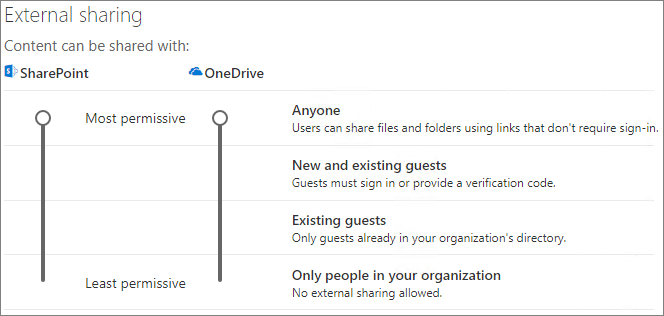 External sharing
Content can be shared with:
SharePoint OneDrive
Most permissive Anyone
Users can share files and folders using links that don't require sign-in.
New and existing guests
Guests must sign in or provide a verification code.
Existing guests
Only guests already in your organization's directory.
Least permissive Only people in your organization
No external sharing allowed.